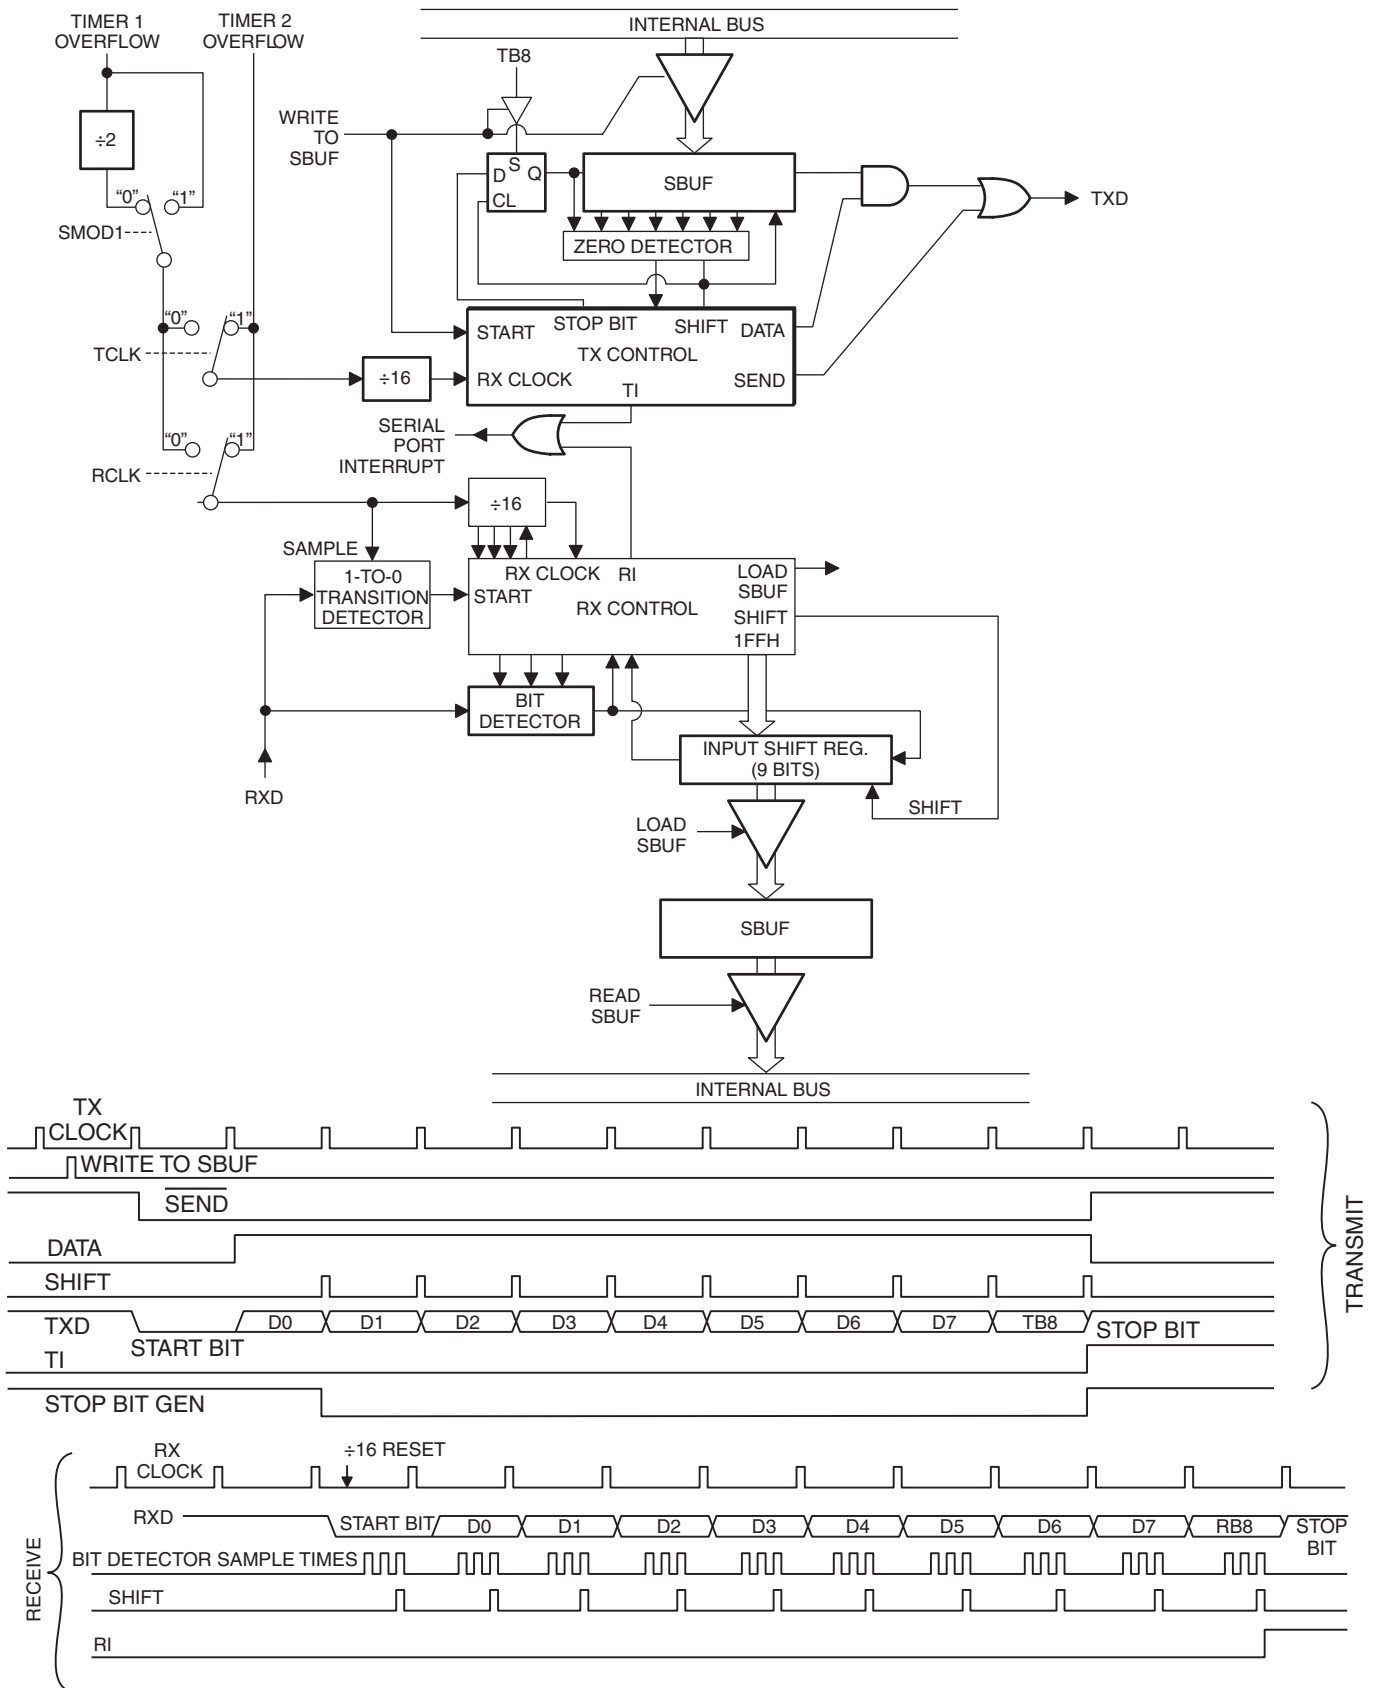 TIMER 1
OVERFLOW
TIMER 2
OVERFLOW
INTERNAL BUS
TB8
WRITE
TO
SBUF
÷2
“0”
“1”
SMOD1
S
D
Q
CL
SBUF
TXD
ZERO DETECTOR
“0”
“1”
TCLK
START
STOP BIT
SHIFT
DATA
TX CONTROL
÷16
RX CLOCK
TI
SEND
SERIAL
PORT
INTERRUPT
“0”
“1”
RCLK
÷16
SAMPLE
1-TO-0
TRANSITION
DETECTOR
RX CLOCK
RI
LOAD
SBUF
START
RX CONTROL
SHIFT
1FFH
BIT
DETECTOR
INPUT SHIFT REG.
(9 BITS)
RXD
SHIFT
LOAD
SBUF
SBUF
READ
SBUF
INTERNAL BUS
TX
CLOCK
WRITE TO SBUF
SEND
DATA
SHIFT
TXD
START BIT
D0
D1
D2
D3
D4
D5
D6
D7
TB8
STOP BIT
TI
STOP BIT GEN
TRANSMIT
RX
CLOCK
÷16 RESET
RXD
START BIT
D0
D1
D2
D3
D4
D5
D6
D7
RB8
STOP
BIT
BIT DETECTOR SAMPLE TIMES
SHIFT
RI
RECEIVE